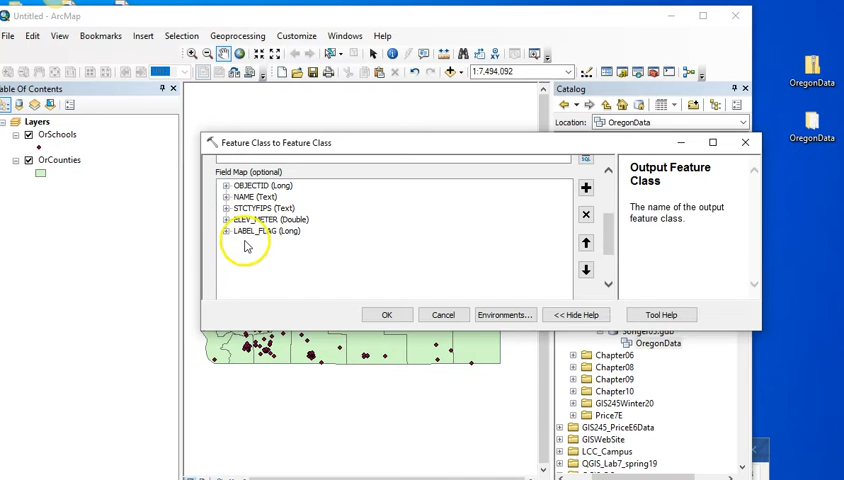 Untitled - ArcMap
File Edit View Bookmarks Insert Selection Geoprocessing Customize Windows Help
1:7,494,092
Table Of Contents
Layers
OrSchools
OrCounties
Catalog
Location: OregonData
Feature Class to Feature Class
Field Map (optional)
OBJECTID (Long)
NAME (Text)
STCTYFIPS (Text)
ELEV_METER (Double)
LABEL_FLAG (Long)
SQL
Output Feature
Class
The name of the output
feature class.
OK Cancel Environments... << Hide Help Tool Help
OregonData
Chapter06
Chapter08
Chapter09
Chapter10
GIS245Winter20
Price7E
GIS245_PriceE6Data
GISWebSite
LCC_Campus
QGIS_Lab7_spring19
OregonData
OregonData